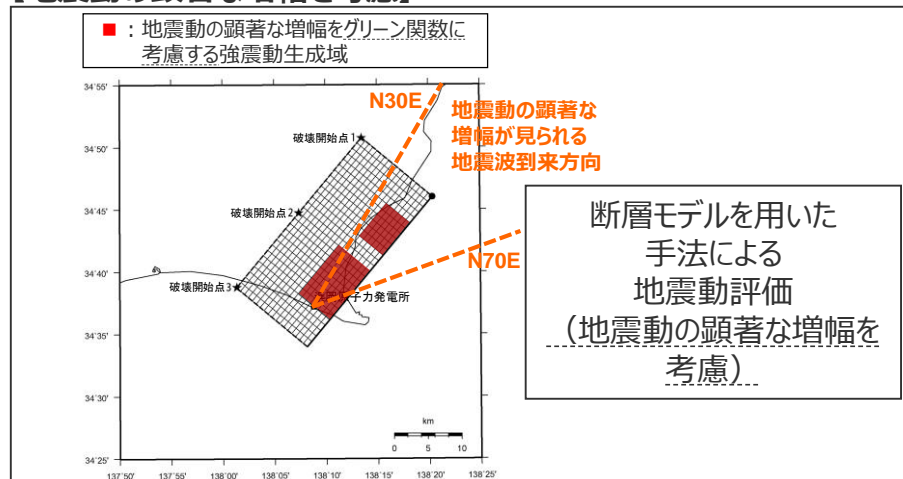 ■：地震動の顕著な増幅をグリーン関数に
考慮する強震動生成域
N30E
地震動の顕著な
増幅が見られる
地震波到来方向
破壊開始点1
破壊開始点2
破壊開始点3
N70E
子力発電所
断層モデルを用いた
手法による
地震動評価
（地震動の顕著な増幅を
考慮）
34°55'
34°50'
34°45'
34°40'
34°35'
34°30'
34°25'
km
0 5 10
137°50' 137°55' 138°00' 138°05' 138°10' 138°15' 138°20' 138°25'